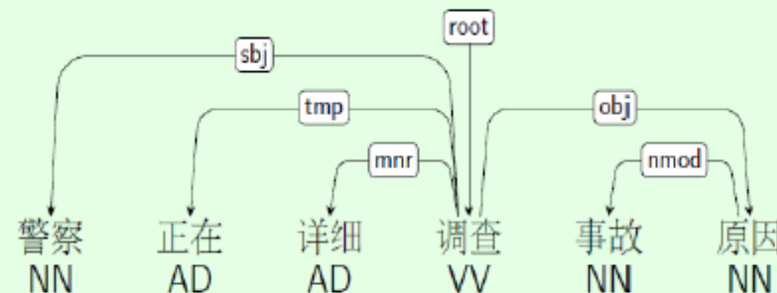 root
sbj
tmp
obj
mnr
nmod
警察 正在 详细 调查 事故 原因
NN AD AD VV NN NN